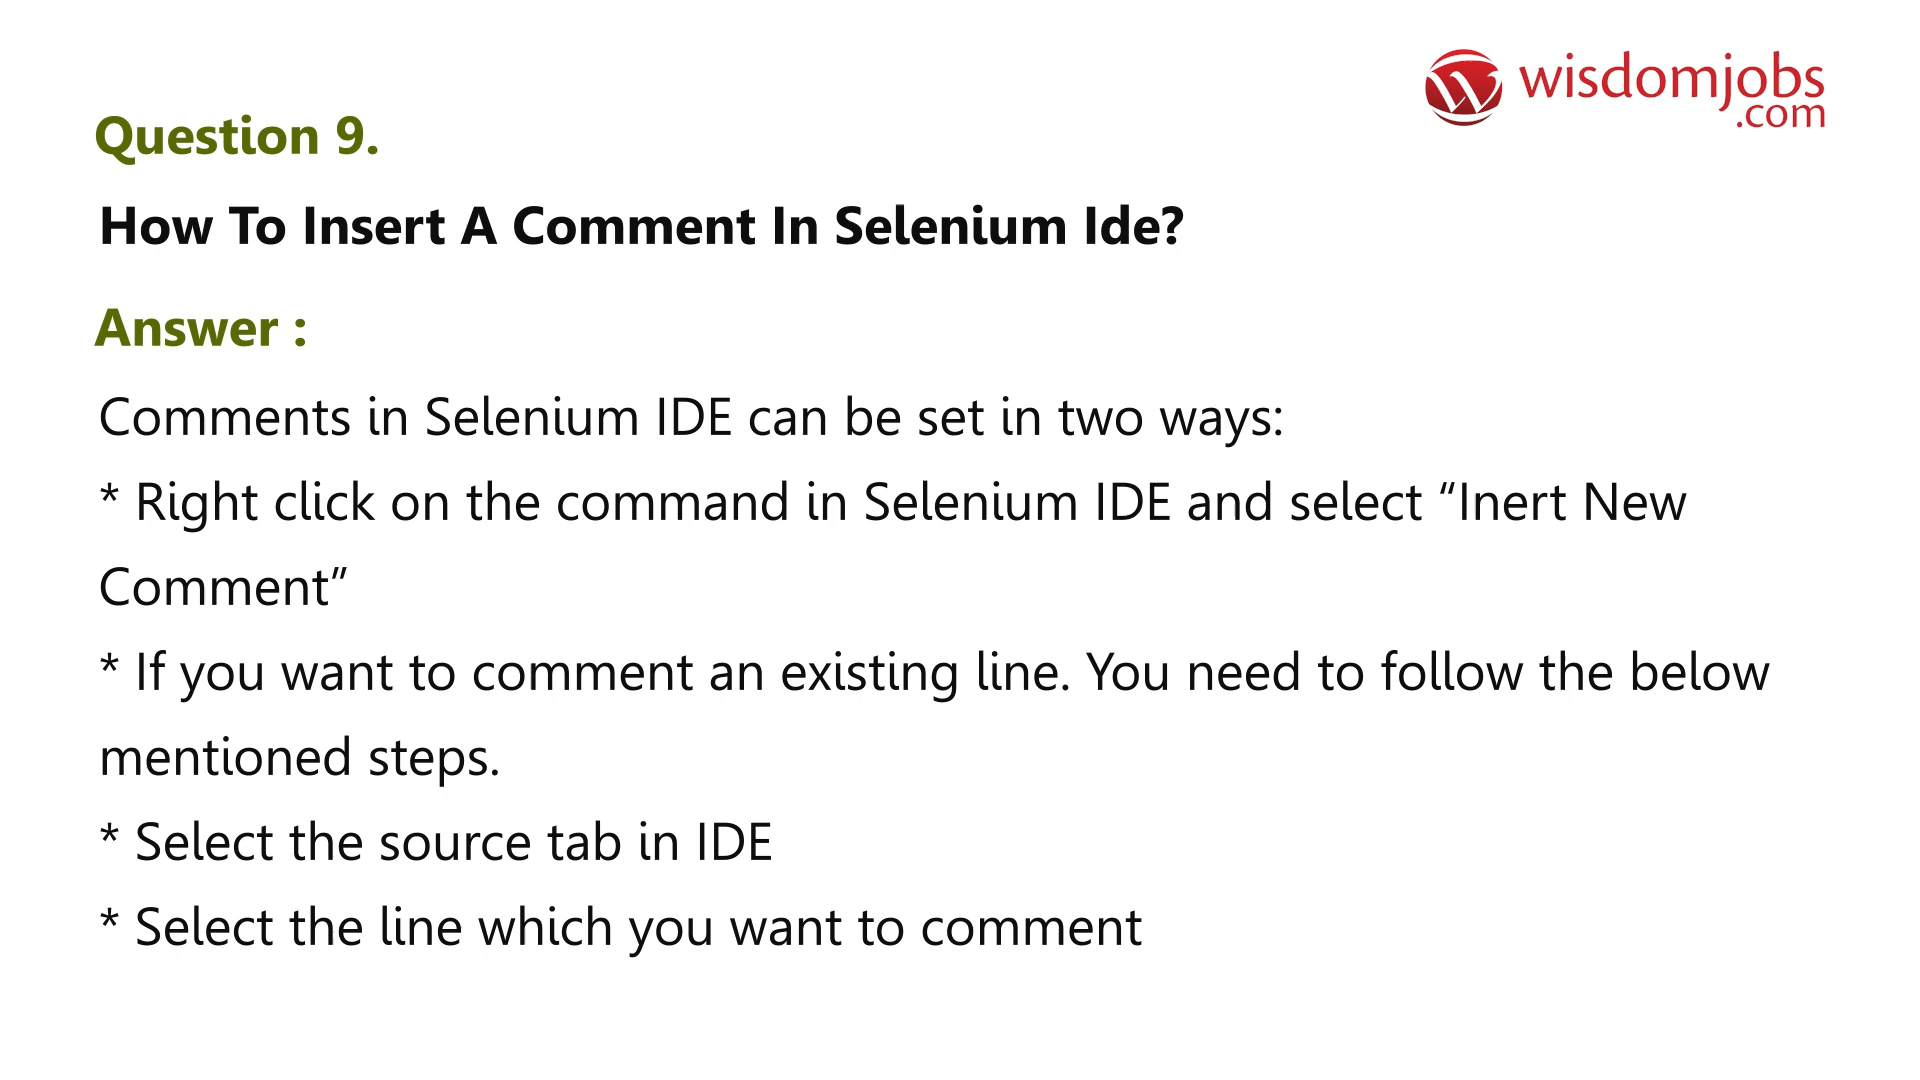 wisdomjobs
.com
Question 9.
How To Insert A Comment In Selenium Ide?
Answer :
Comments in Selenium IDE can be set in two ways:
* Right click on the command in Selenium IDE and select “Inert New
Comment”
* If you want to comment an existing line. You need to follow the below
mentioned steps.
* Select the source tab in IDE
* Select the line which you want to comment